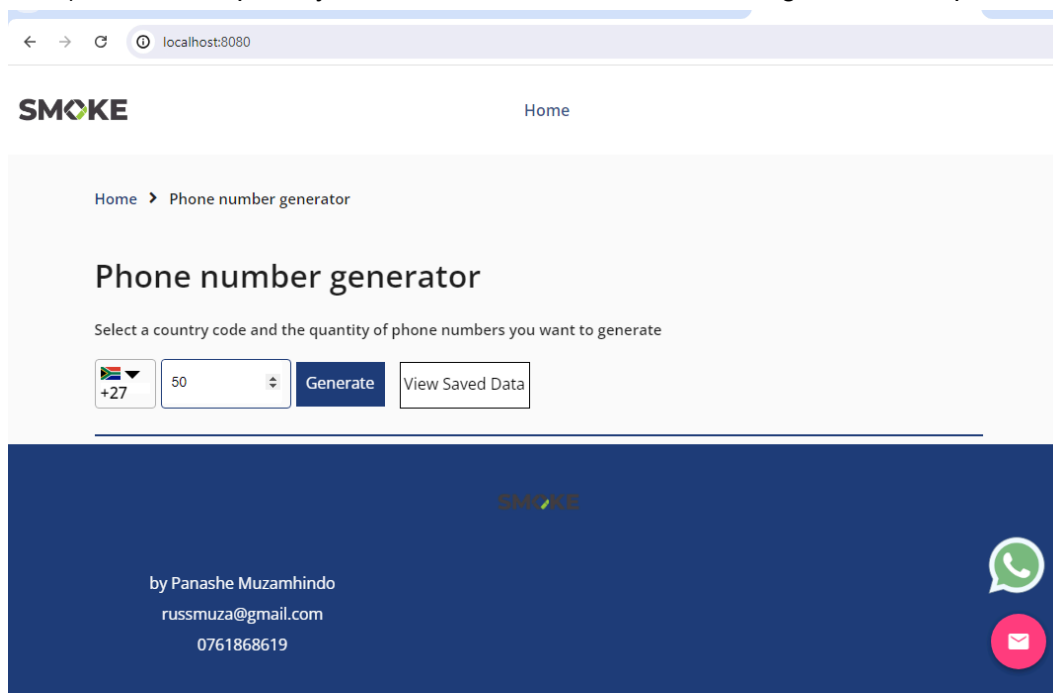 localhost:8080
SMOKE Home
Home > Phone number generator
Phone number generator
Select a country code and the quantity of phone numbers you want to generate
+27 50 Generate View Saved Data
SMOKE
by Panashe Muzamhindo
russmuza@gmail.com
0761868619